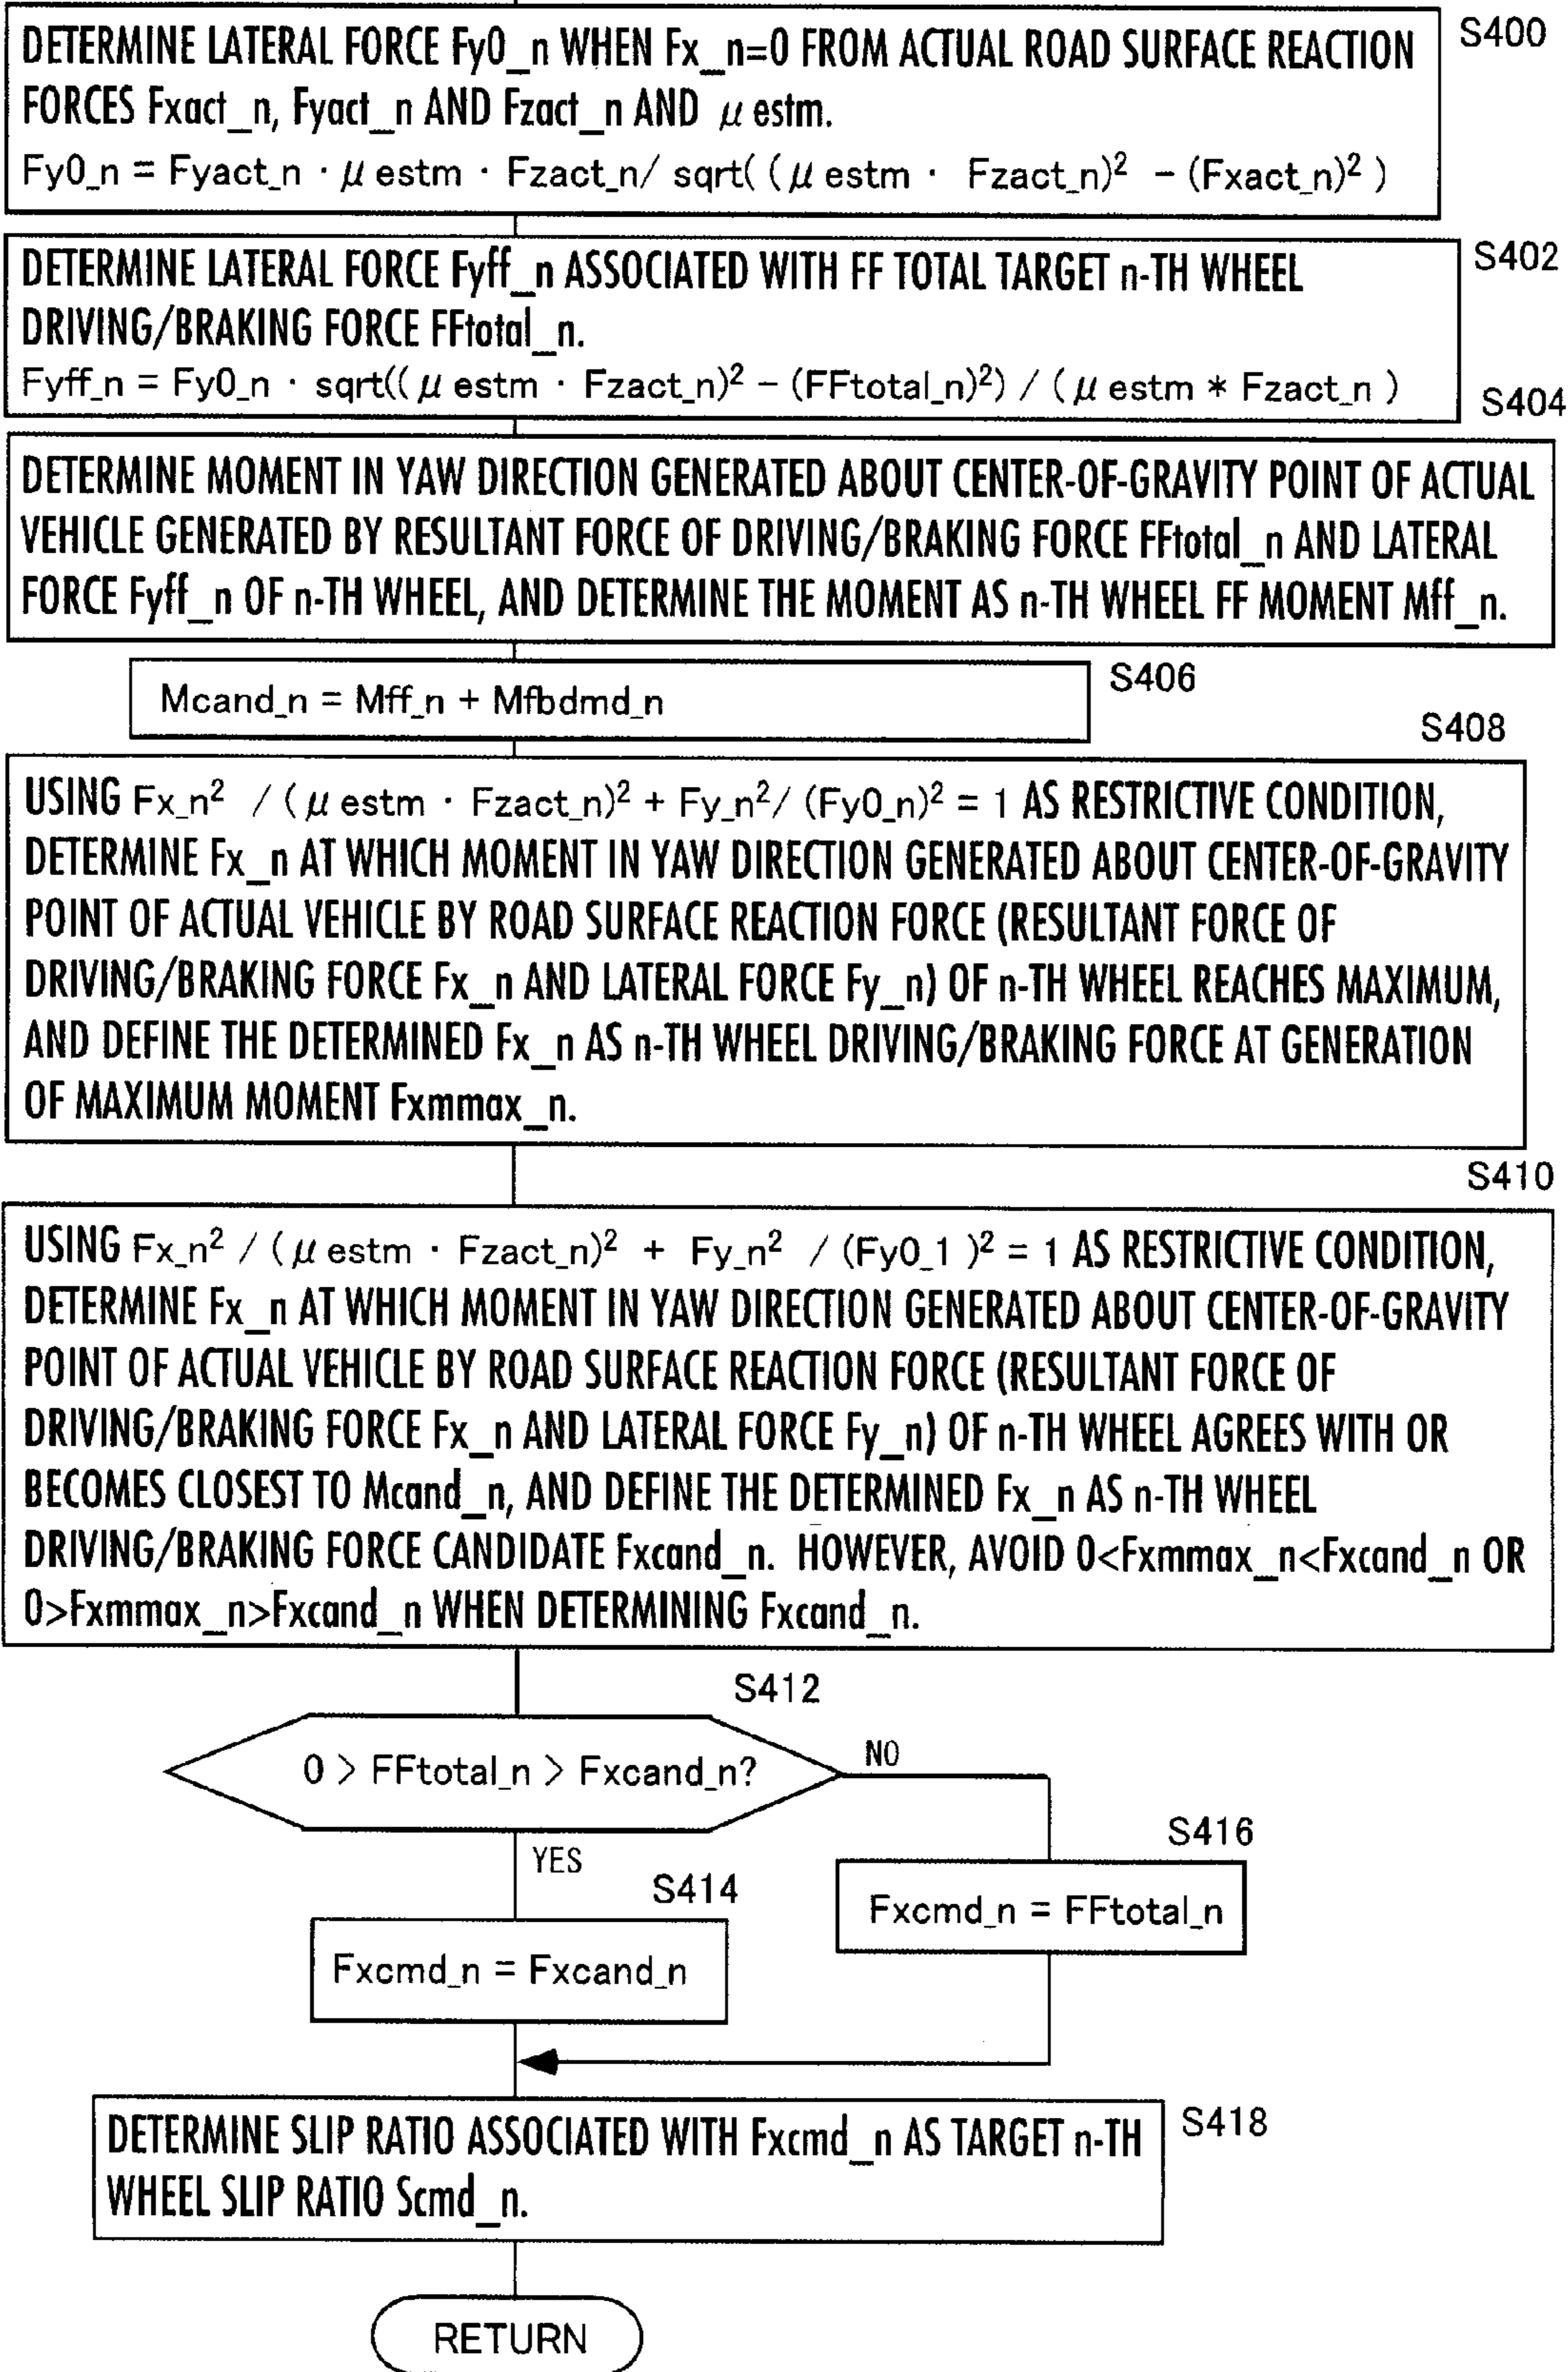 S400
DETERMINE LATERAL FORCE Fy0_n WHEN Fx_n=0 FROM ACTUAL ROAD SURFACE REACTION
FORCES Fxact_n, Fyact_n AND Fzact_n AND μ estm.
Fy0_n = Fyact_n · μ estm · Fzact_n/ sqrt( (μ estm · Fzact_n)² − (Fxact_n)² )
S402
DETERMINE LATERAL FORCE Fyff_n ASSOCIATED WITH FF TOTAL TARGET n-TH WHEEL
DRIVING/BRAKING FORCE FFtotal_n.
Fyff_n = Fy0_n · sqrt((μ estm · Fzact_n)² − (FFtotal_n)²) / (μ estm * Fzact_n )
S404
DETERMINE MOMENT IN YAW DIRECTION GENERATED ABOUT CENTER-OF-GRAVITY POINT OF ACTUAL
VEHICLE GENERATED BY RESULTANT FORCE OF DRIVING/BRAKING FORCE FFtotal_n AND LATERAL
FORCE Fyff_n OF n-TH WHEEL, AND DETERMINE THE MOMENT AS n-TH WHEEL FF MOMENT Mff_n.
S406
Mcand_n = Mff_n + Mfbdmd_n
S408
USING Fx_n² / (μ estm · Fzact_n)² + Fy_n²/ (Fy0_n)² = 1 AS RESTRICTIVE CONDITION,
DETERMINE Fx_n AT WHICH MOMENT IN YAW DIRECTION GENERATED ABOUT CENTER-OF-GRAVITY
POINT OF ACTUAL VEHICLE BY ROAD SURFACE REACTION FORCE (RESULTANT FORCE OF
DRIVING/BRAKING FORCE Fx_n AND LATERAL FORCE Fy_n) OF n-TH WHEEL REACHES MAXIMUM,
AND DEFINE THE DETERMINED Fx_n AS n-TH WHEEL DRIVING/BRAKING FORCE AT GENERATION
OF MAXIMUM MOMENT Fxmmax_n.
S410
USING Fx_n² / (μ estm · Fzact_n)² + Fy_n² / (Fy0_1 )² = 1 AS RESTRICTIVE CONDITION,
DETERMINE Fx_n AT WHICH MOMENT IN YAW DIRECTION GENERATED ABOUT CENTER-OF-GRAVITY
POINT OF ACTUAL VEHICLE BY ROAD SURFACE REACTION FORCE (RESULTANT FORCE OF
DRIVING/BRAKING FORCE Fx_n AND LATERAL FORCE Fy_n) OF n-TH WHEEL AGREES WITH OR
BECOMES CLOSEST TO Mcand_n, AND DEFINE THE DETERMINED Fx_n AS n-TH WHEEL
DRIVING/BRAKING FORCE CANDIDATE Fxcand_n. HOWEVER, AVOID 0<Fxmmax_n<Fxcand_n OR
0>Fxmmax_n>Fxcand_n WHEN DETERMINING Fxcand_n.
S412
0 > FFtotal_n > Fxcand_n?
NO
YES
S416
Fxcmd_n = FFtotal_n
S414
Fxcmd_n = Fxcand_n
S418
DETERMINE SLIP RATIO ASSOCIATED WITH Fxcmd_n AS TARGET n-TH
WHEEL SLIP RATIO Scmd_n.
RETURN